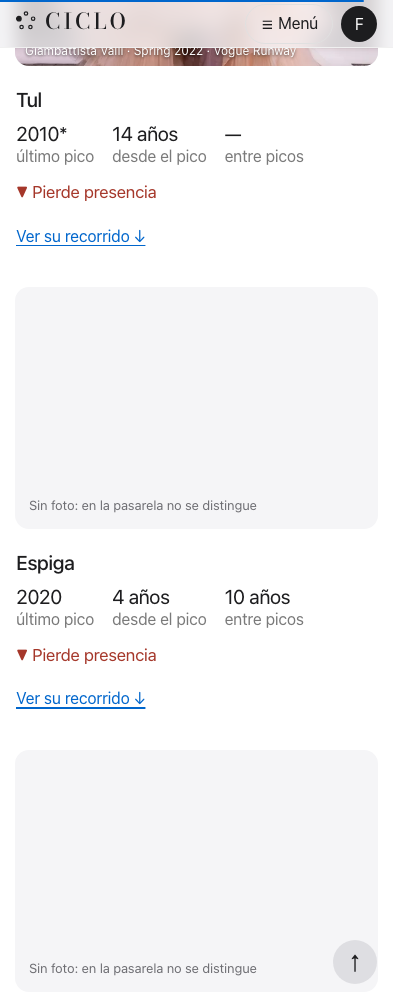 CICLO
≡ Menú
F
Giambattista Valli · Spring 2022 · Vogue Runway
Tul
2010* 14 años —
último pico desde el pico entre picos
▼ Pierde presencia
Ver su recorrido ↓
Sin foto: en la pasarela no se distingue
Espiga
2020 4 años 10 años
último pico desde el pico entre picos
▼ Pierde presencia
Ver su recorrido ↓
Sin foto: en la pasarela no se distingue
↑